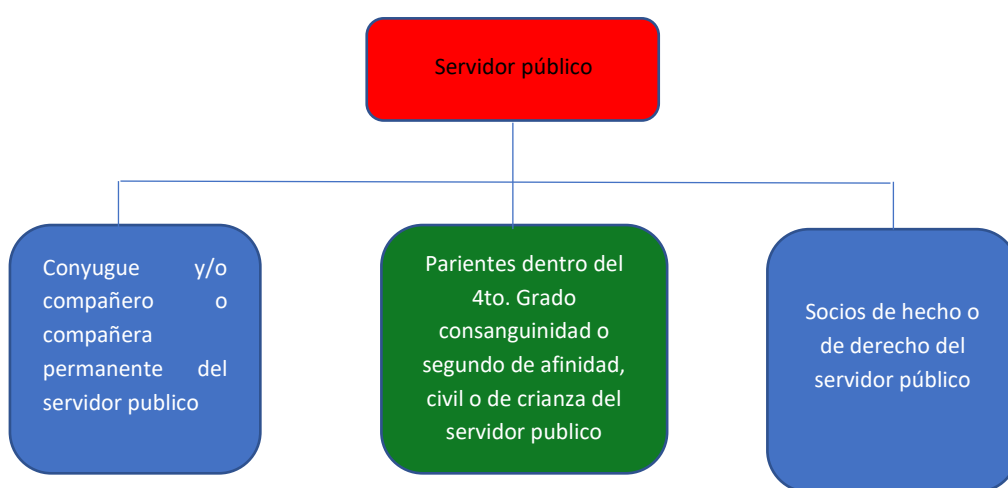 Servidor público
Conyugue y/o
compañero o
compañera
permanente del
servidor publico
Parientes dentro del
4to. Grado
consanguinidad o
segundo de afinidad,
civil o de crianza del
servidor publico
Socios de hecho o
de derecho del
servidor público